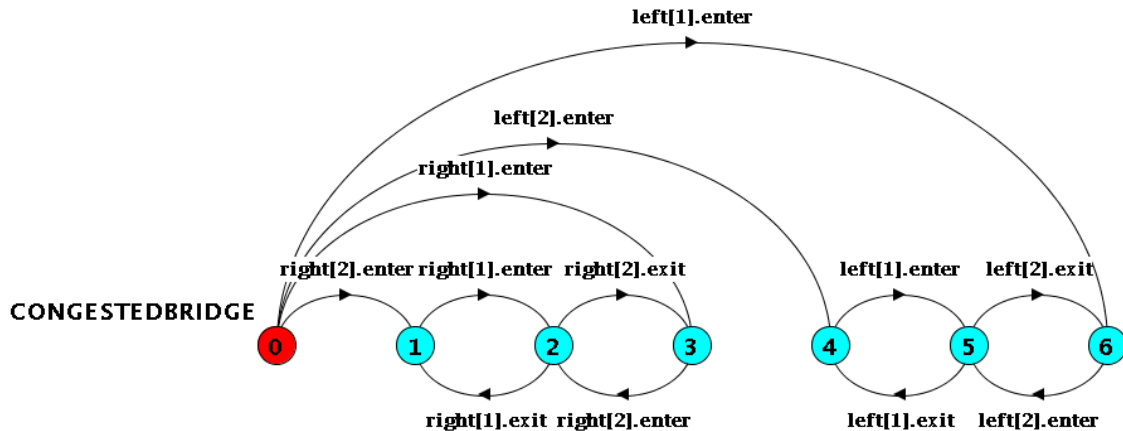 left[1].enter
left[2].enter
right[1].enter
right[2].enter right[1].enter right[2].exit left[1].enter left[2].exit
CONGESTEDBRIDGE 0 1 2 3 4 5 6
right[1].exit right[2].enter left[1].exit left[2].enter